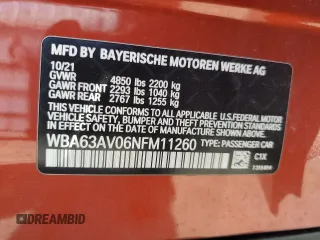 MFD BY BAYERISCHE MOTOREN WERKE AG
10/21
GVWR 4850 lbs 2200 kg
GAWR FRONT 2293 lbs 1040 kg
GAWR REAR 2767 lbs 1255 kg
THIS VEHICLE CONFORMS TO ALL APPLICABLE FEDERAL MOTOR
VEHICLE SAFETY, BUMPER, AND THEFT PREVENTION STANDARDS
IN EFFECT ON THE DATE OF MANUFACTURE SHOWN ABOVE.
WBA63AV06NFM11260 TYPE: PASSENGER CAR
C1X
DREAMBID